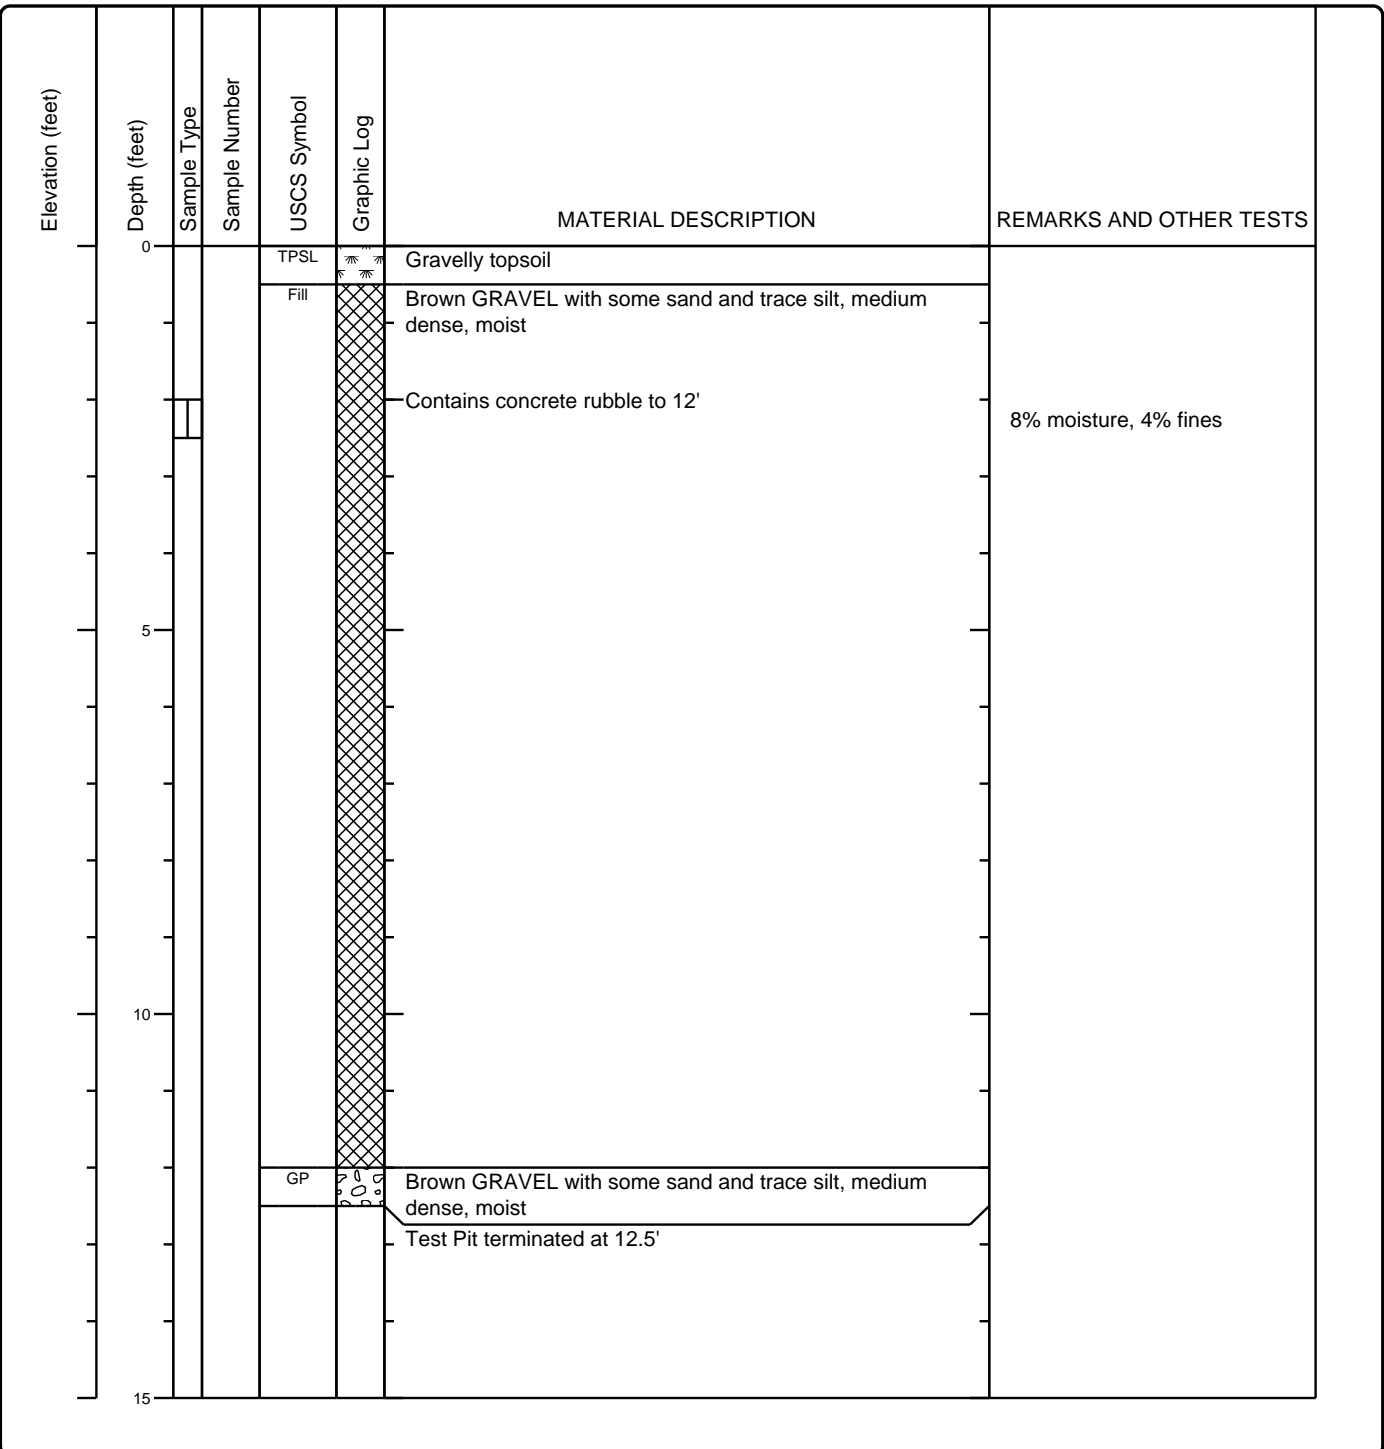 Elevation (feet)
Depth (feet)
Sample Type
Sample Number
USCS Symbol
Graphic Log
MATERIAL DESCRIPTION
REMARKS AND OTHER TESTS
0
TPSL
Gravelly topsoil
Fill
Brown GRAVEL with some sand and trace silt, medium
dense, moist
Contains concrete rubble to 12'
8% moisture, 4% fines
5
10
GP
Brown GRAVEL with some sand and trace silt, medium
dense, moist
Test Pit terminated at 12.5'
15